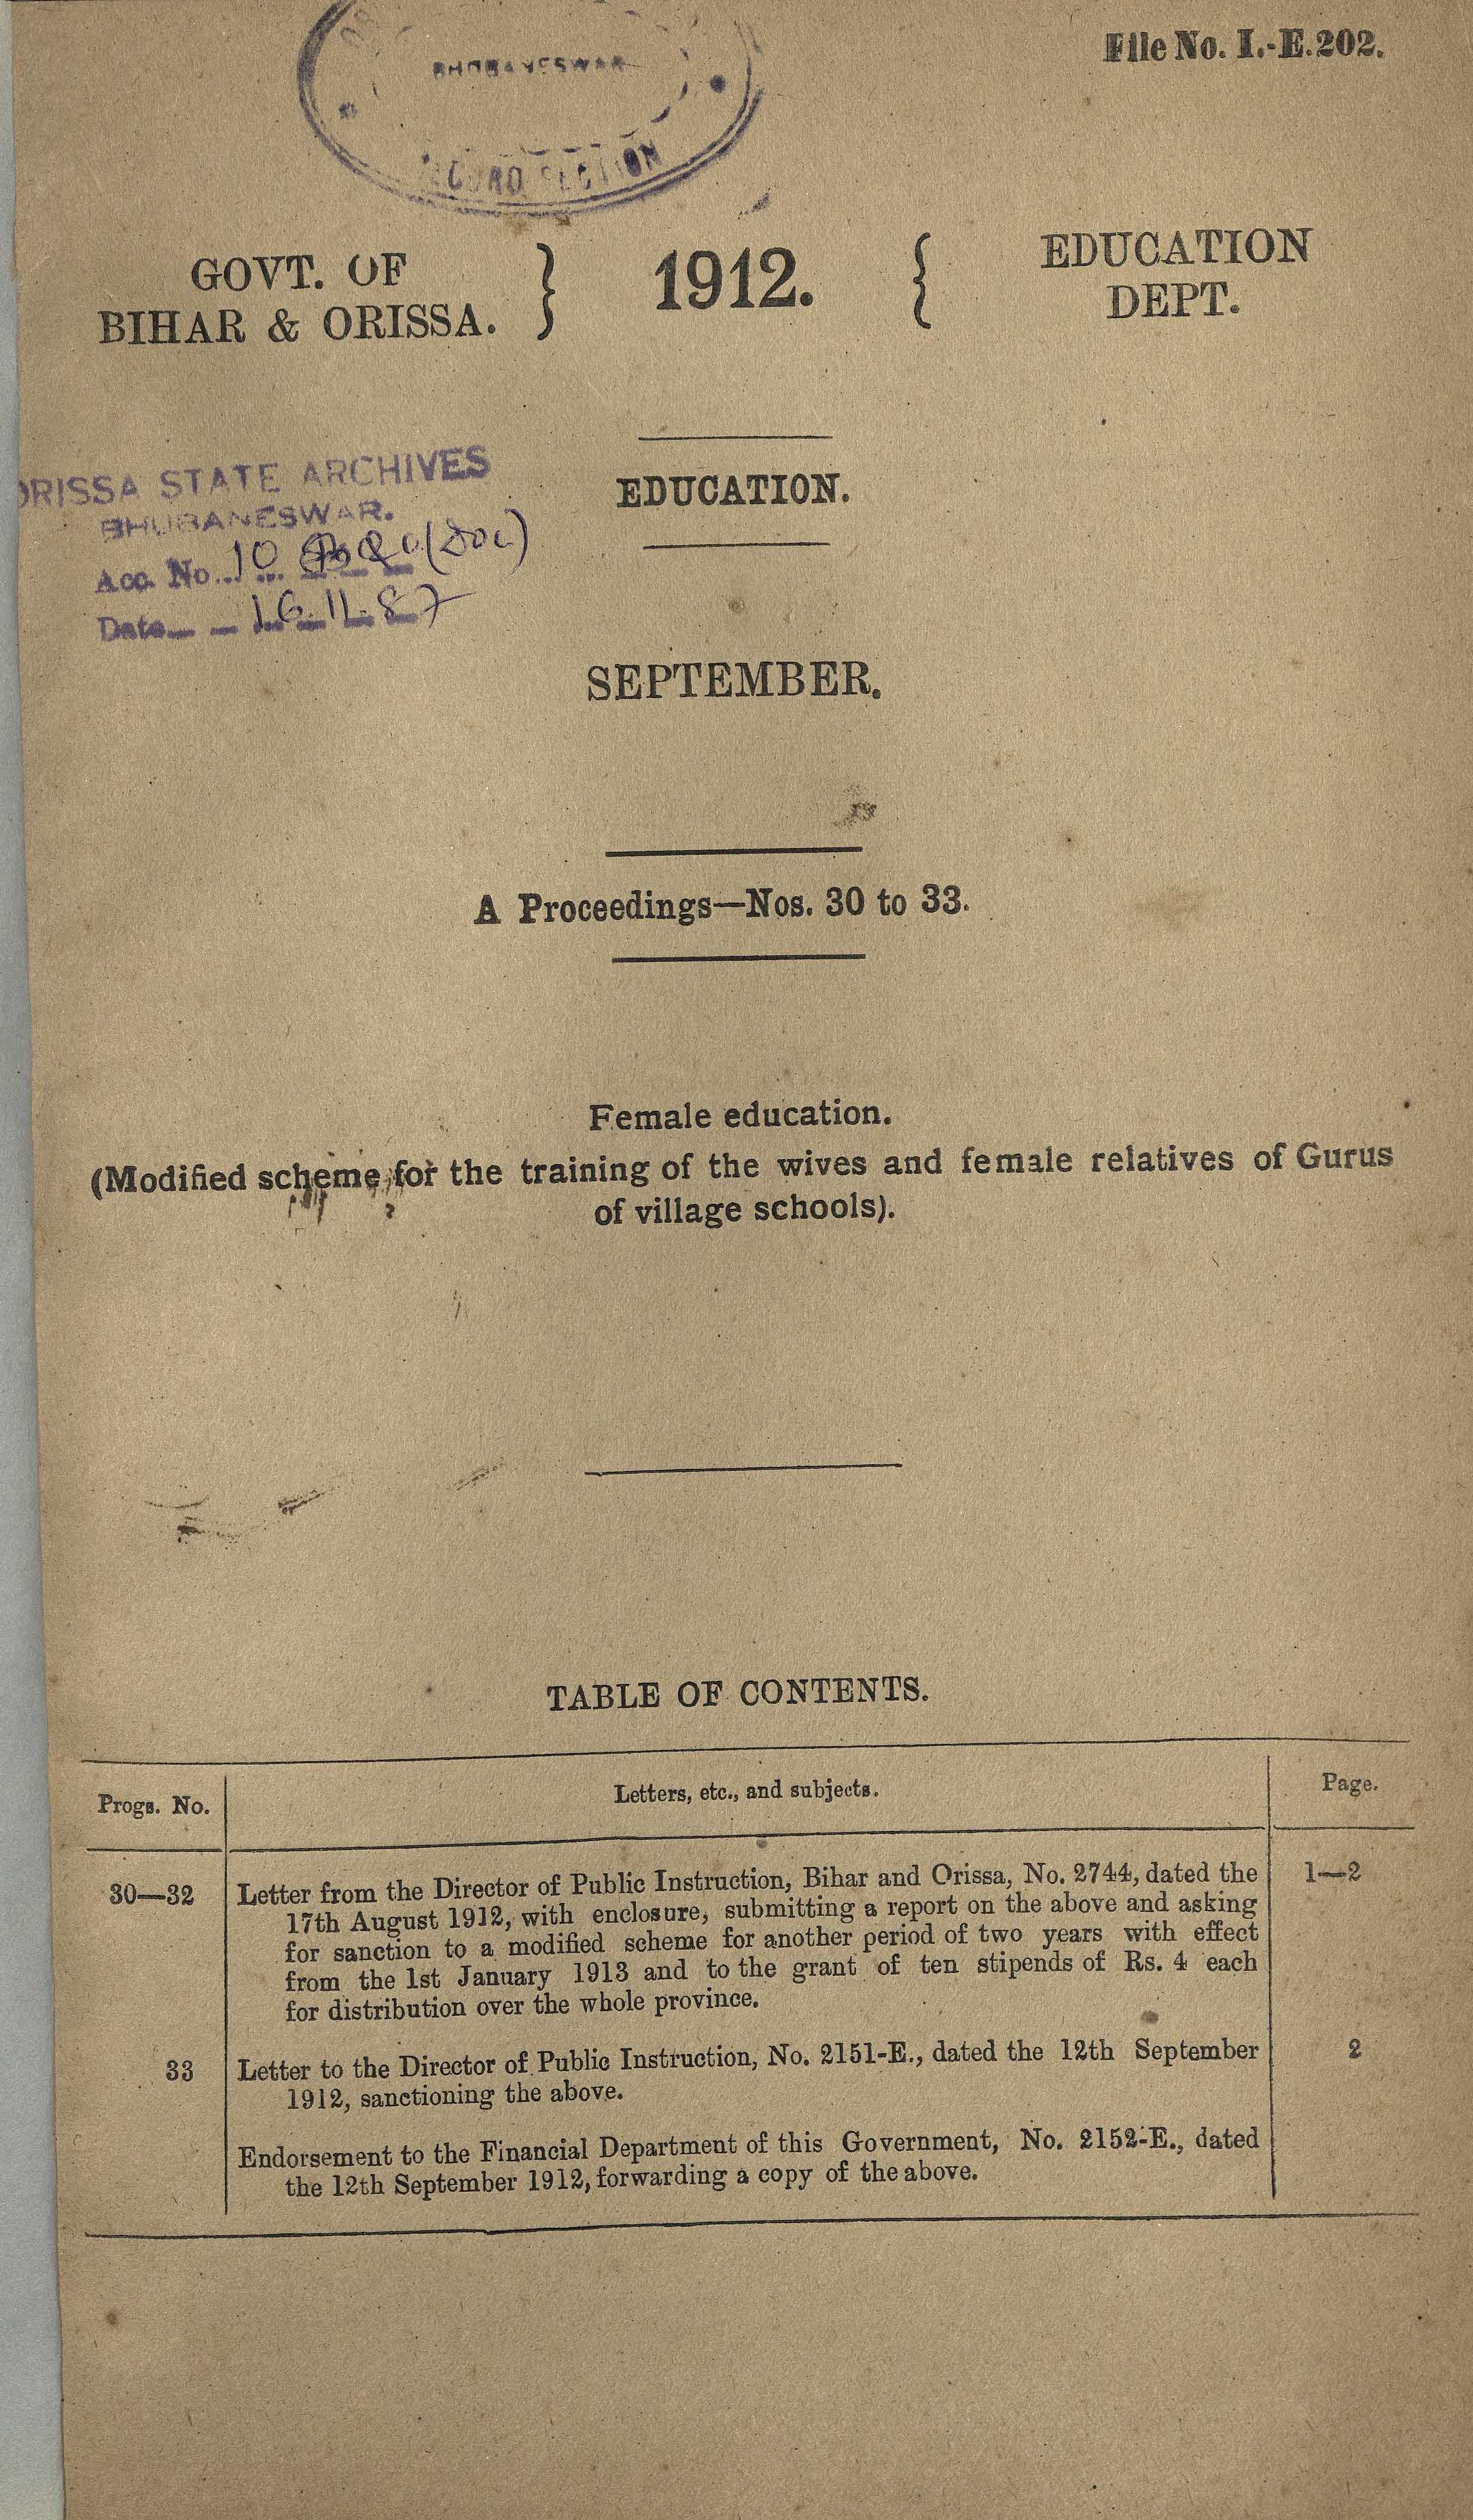 File No. I.-E.202.
BHUBANESWAR
RECORD SECTION
GOVT. OF
BIHAR & ORISSA. } 1912. { EDUCATION
DEPT.
EDUCATION.
ORISSA STATE ARCHIVES
BHUBANESWAR.
Acc. No... 10
Date 16.11.87
SEPTEMBER.
A Proceedings—Nos. 30 to 33.
Female education.
(Modified scheme for the training of the wives and female relatives of Gurus
of village schools).
TABLE OF CONTENTS.
Progs. No. Letters, etc., and subjects. Page.
30—32 Letter from the Director of Public Instruction, Bihar and Orissa, No. 2744, dated the 1—2
17th August 1912, with enclosure, submitting a report on the above and asking
for sanction to a modified scheme for another period of two years with effect
from the 1st January 1913 and to the grant of ten stipends of Rs. 4 each
for distribution over the whole province.
33 Letter to the Director of Public Instruction, No. 2151-E., dated the 12th September 2
1912, sanctioning the above.
Endorsement to the Financial Department of this Government, No. 2152-E., dated
the 12th September 1912, forwarding a copy of the above.